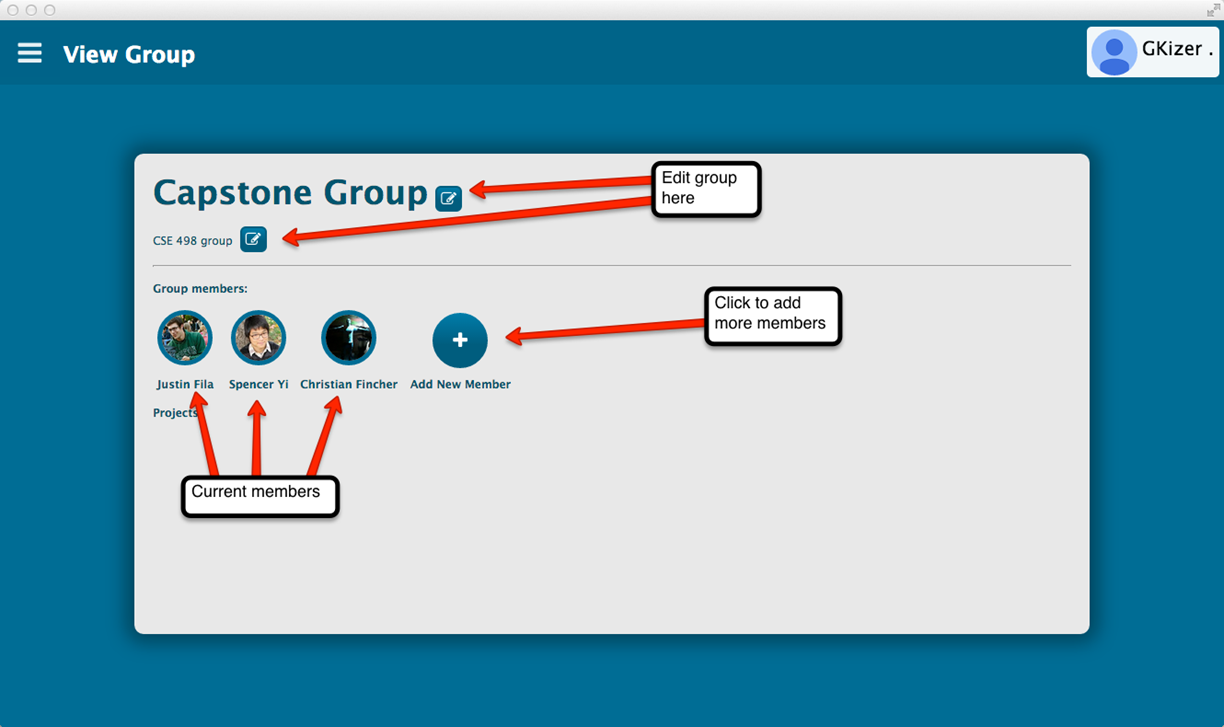 View Group
GKizer .
Capstone Group
Edit group
here
CSE 498 group
Group members:
Click to add
more members
Justin Fila
Spencer Yi
Christian Fincher
Add New Member
Projects
Current members